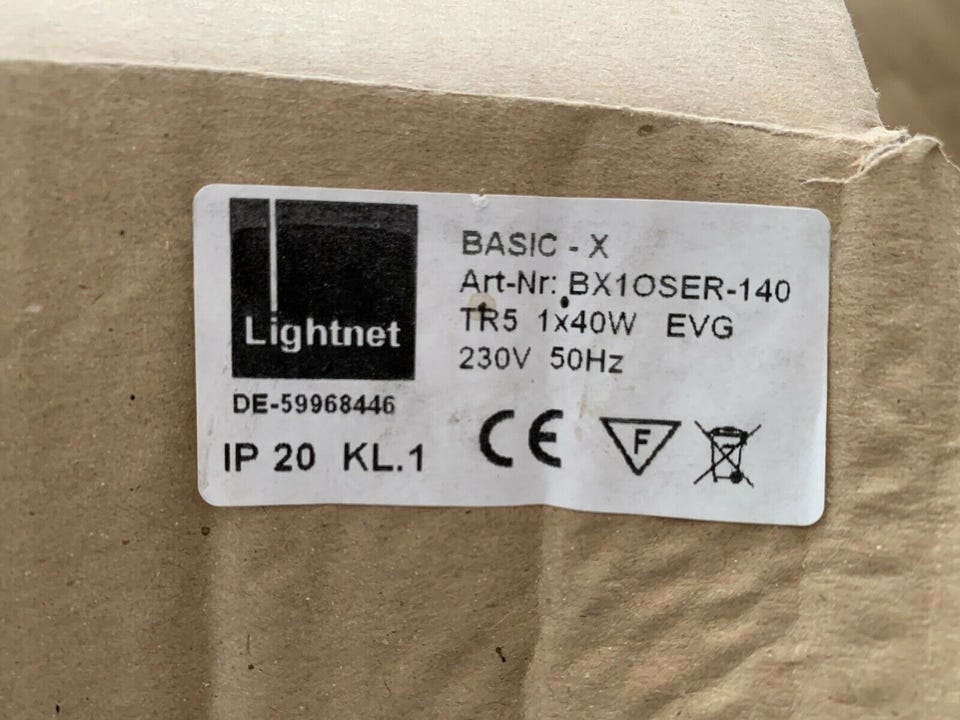 Lightnet
DE-59968446
IP 20 KL.1
BASIC - X
Art-Nr: BX1OSER-140
TR5 1x40W EVG
230V 50Hz
CE F